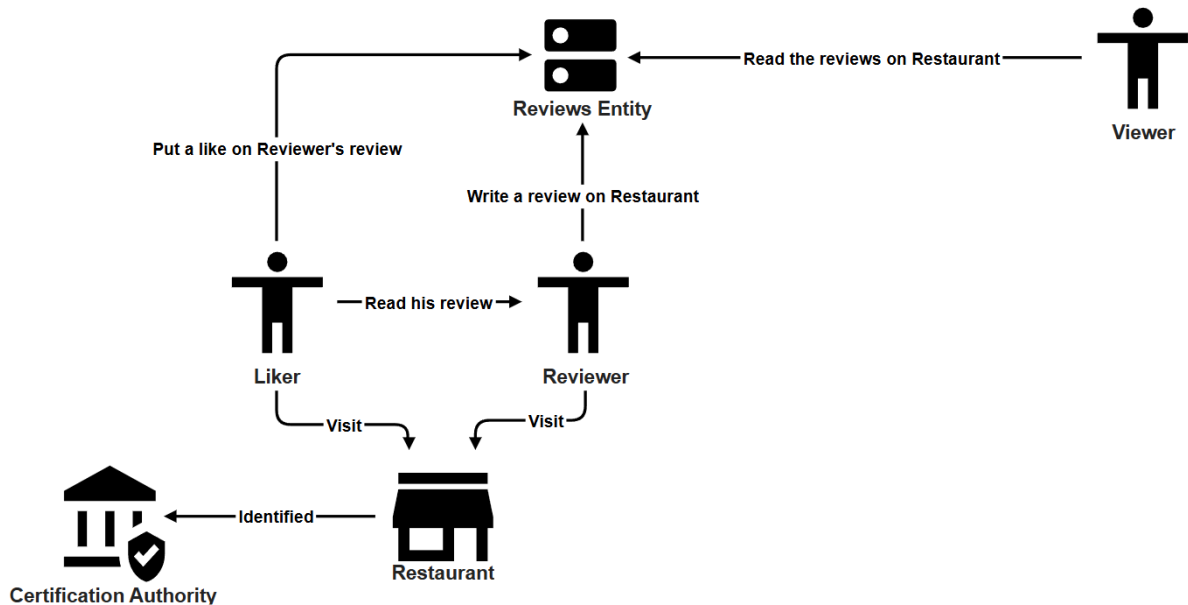 Reviews Entity
Read the reviews on Restaurant
Viewer
Put a like on Reviewer's review
Write a review on Restaurant
Read his review
Liker
Reviewer
Visit
Visit
Identified
Restaurant
Certification Authority